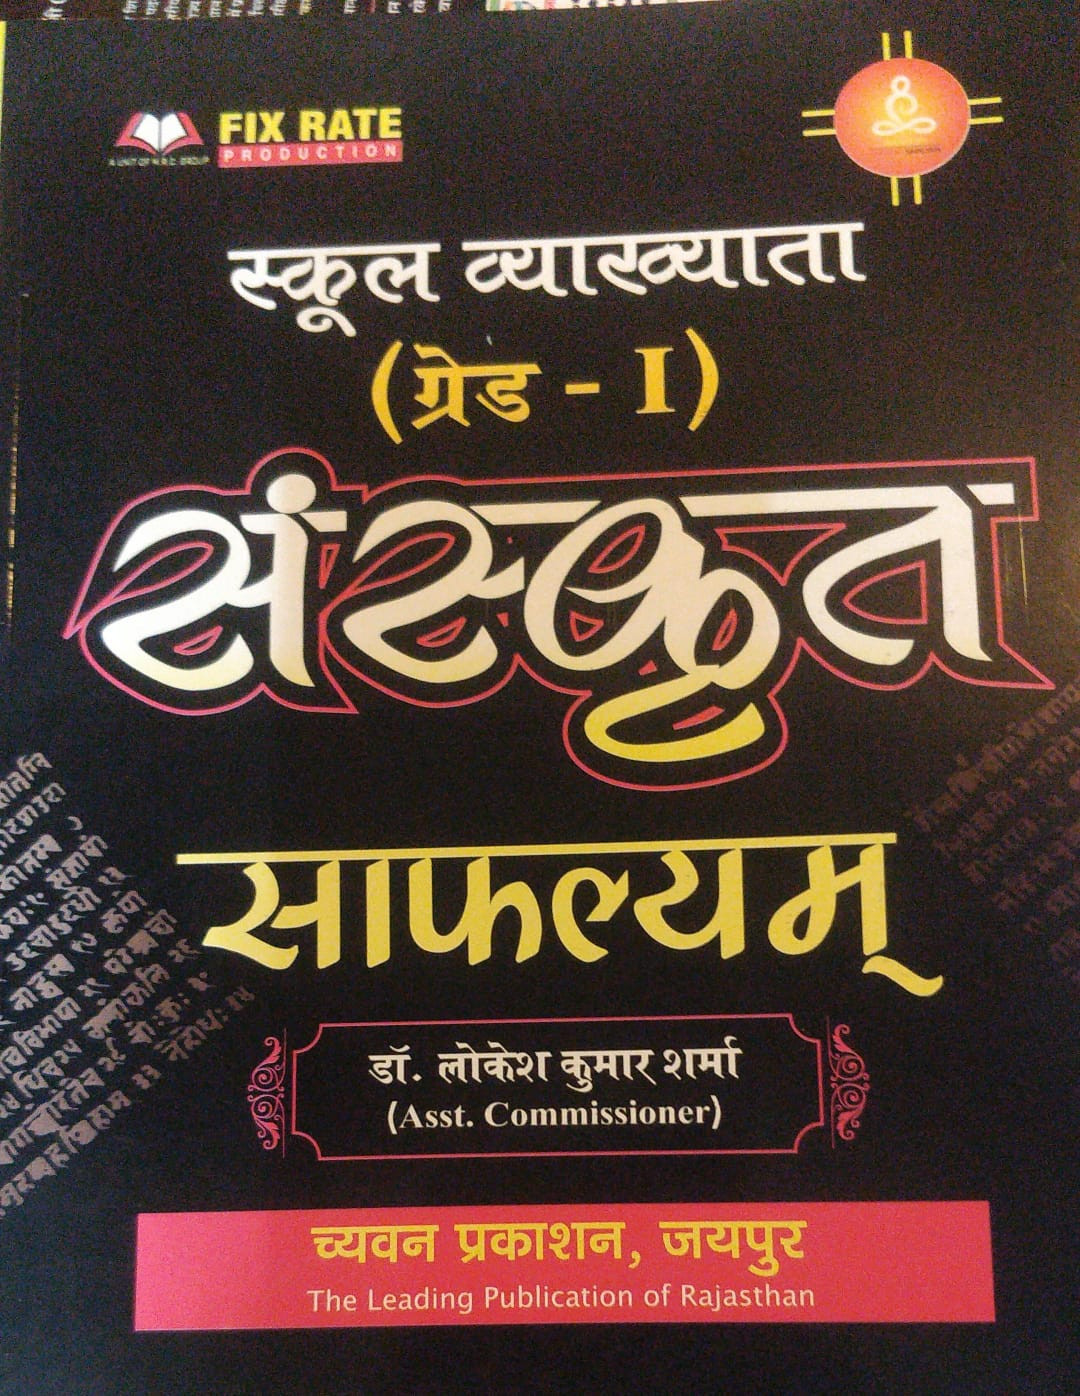 FIX RATE
PRODUCTION
स्कूल व्याख्याता
(ग्रेड - I)
संस्कृत
साफल्यम्
डॉ. लोकेश कुमार शर्मा
(Asst. Commissioner)
च्यवन प्रकाशन, जयपुर
The Leading Publication of Rajasthan